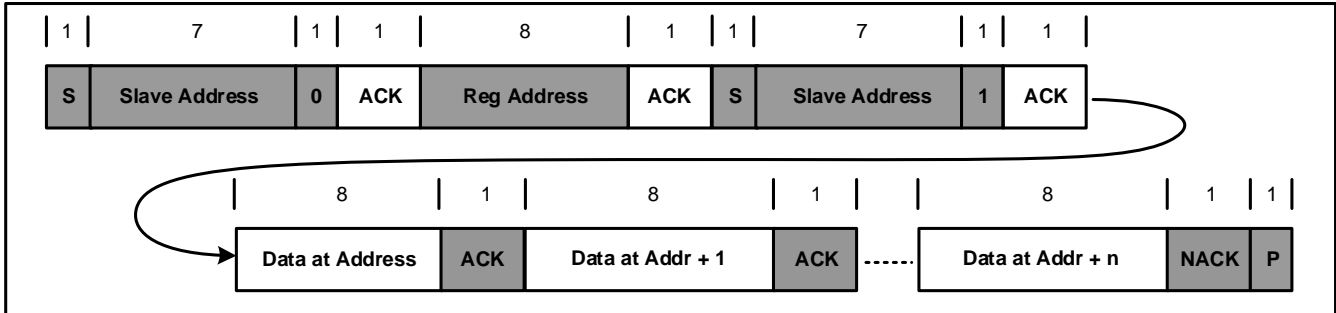 1 7 1 1 8 1 1 7 1 1
S Slave Address 0 ACK Reg Address ACK S Slave Address 1 ACK
8 1 8 1 8 1 1
Data at Address ACK Data at Addr + 1 ACK Data at Addr + n NACK P